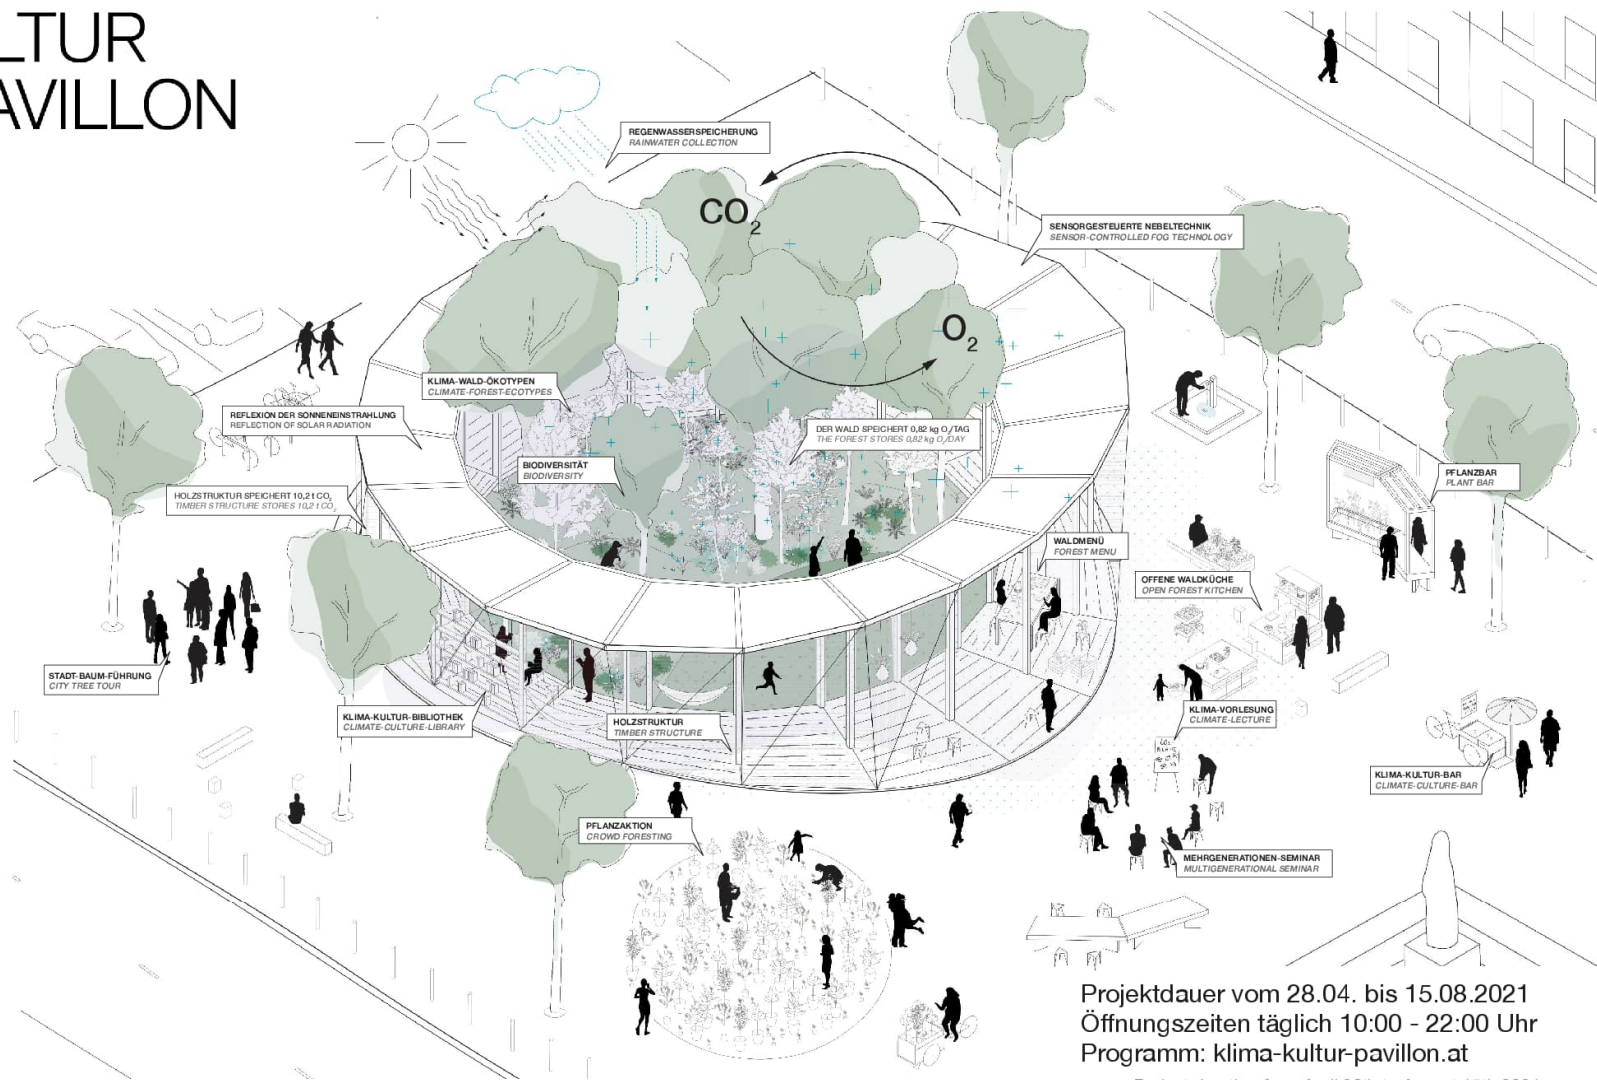 LTUR
AVILLON
REGENWASSERSPEICHERUNG
RAINWATER COLLECTION
CO2
SENSORGESTEUERTE NEBELTECHNIK
SENSOR-CONTROLLED FOG TECHNOLOGY
O2
KLIMA-WALD-ÖKOTYPEN
CLIMATE-FOREST-ECOTYPES
REFLEXION DER SONNENEINSTRAHLUNG
REFLECTION OF SOLAR RADIATION
DER WALD SPEICHERT 0,82 kg O2/TAG
THE FOREST STORES 0,82 kg O2/DAY
BIODIVERSITÄT
BIODIVERSITY
PFLANZBAR
PLANT BAR
HOLZSTRUKTUR SPEICHERT 10,2 t CO2
TIMBER STRUCTURE STORES 10,2 t CO2
WALDMENÜ
FOREST MENU
OFFENE WALDKÜCHE
OPEN FOREST KITCHEN
STADT-BAUM-FÜHRUNG
CITY TREE TOUR
KLIMA-KULTUR-BIBLIOTHEK
CLIMATE-CULTURE-LIBRARY
HOLZSTRUKTUR
TIMBER STRUCTURE
KLIMA-VORLESUNG
CLIMATE-LECTURE
KLIMA-KULTUR-BAR
CLIMATE-CULTURE-BAR
PFLANZAKTION
CROWD FORESTING
MEHRGENERATIONEN-SEMINAR
MULTIGENERATIONAL SEMINAR
Projektdauer vom 28.04. bis 15.08.2021
Öffnungszeiten täglich 10:00 - 22:00 Uhr
Programm: klima-kultur-pavillon.at